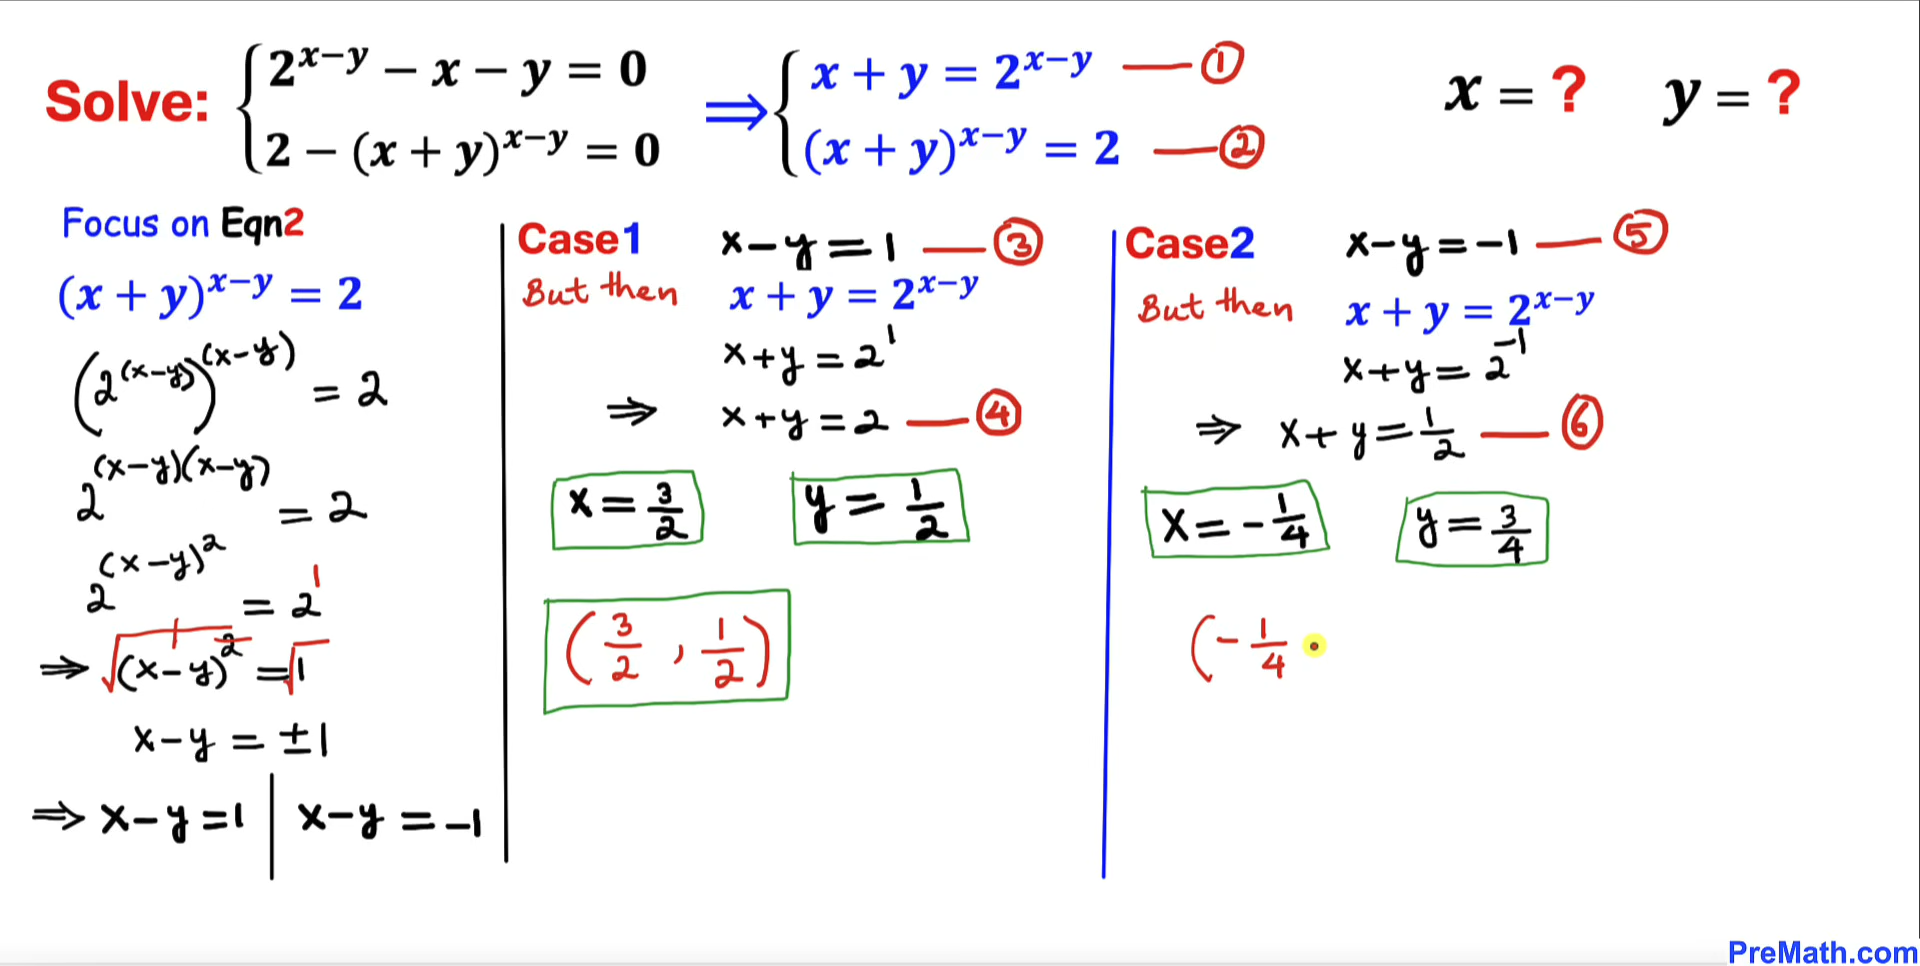 Solve: { 2^{x−y} − x − y = 0 ⇒ { x + y = 2^{x−y} — ① x = ? y = ?
2 − (x + y)^{x−y} = 0 (x + y)^{x−y} = 2 — ②
Focus on Eqn2
(x + y)^{x−y} = 2
(2^{(x−y)})^{(x−y)} = 2
2^{(x−y)(x−y)} = 2
2^{(x−y)^2} = 2^1
⇒ √(x−y)^2 = √1
x−y = ±1
⇒ x−y=1 | x−y = −1
Case1 x−y=1 — ③
But then x + y = 2^{x−y}
x+y = 2^1
⇒ x+y = 2 — ④
x = 3/2 y = 1/2
(3/2 , 1/2)
Case2 x−y = −1 — ⑤
But then x + y = 2^{x−y}
x+y = 2^{−1}
⇒ x+y = 1/2 — ⑥
x = −1/4 y = 3/4
(−1/4
PreMath.com